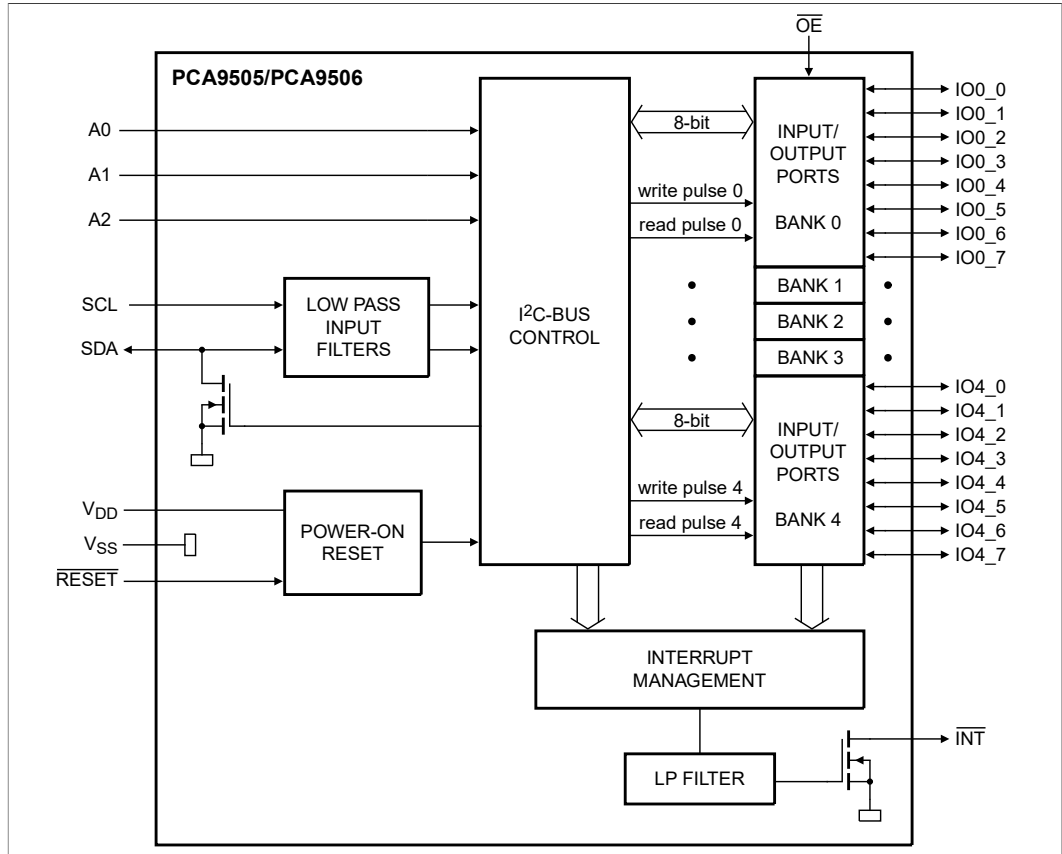 OE
PCA9505/PCA9506
A0
A1
A2
SCL
SDA
LOW PASS
INPUT
FILTERS
VDD
VSS
RESET
POWER-ON
RESET
I2C-BUS
CONTROL
8-bit
write pulse 0
read pulse 0
8-bit
write pulse 4
read pulse 4
INPUT/
OUTPUT
PORTS
BANK 0
BANK 1
BANK 2
BANK 3
INPUT/
OUTPUT
PORTS
BANK 4
IO0_0
IO0_1
IO0_2
IO0_3
IO0_4
IO0_5
IO0_6
IO0_7
IO4_0
IO4_1
IO4_2
IO4_3
IO4_4
IO4_5
IO4_6
IO4_7
INTERRUPT
MANAGEMENT
LP FILTER
INT